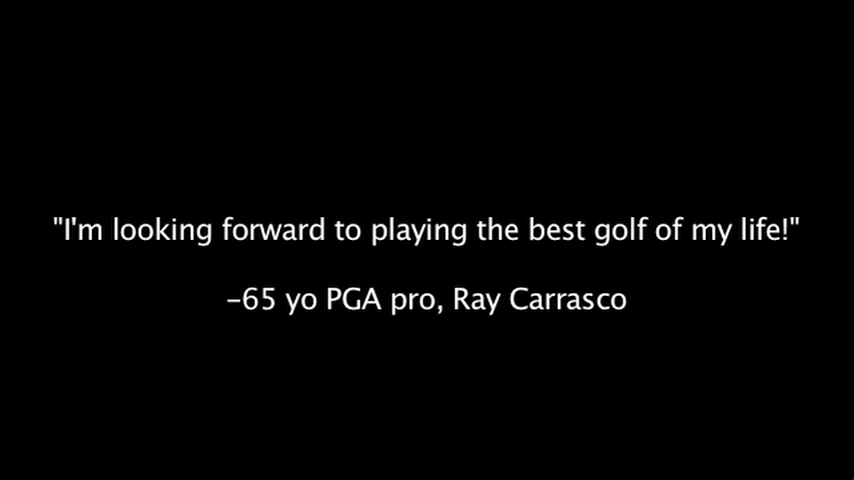 "I'm looking forward to playing the best golf of my life!"
-65 yo PGA pro, Ray Carrasco